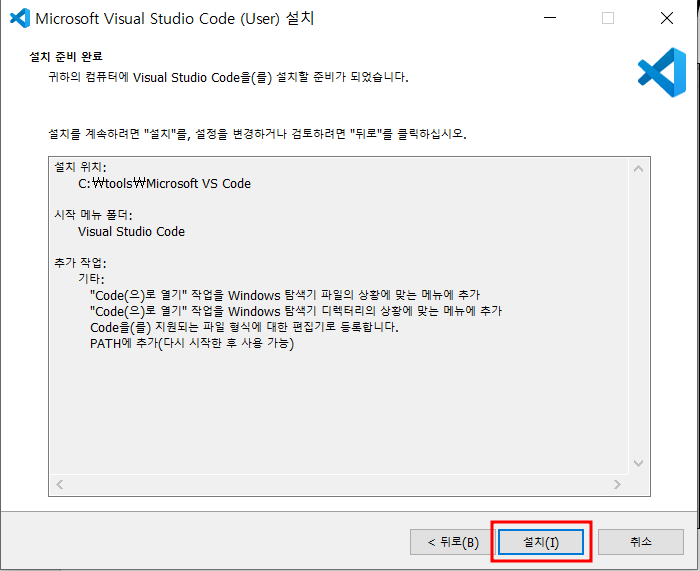 Microsoft Visual Studio Code (User) 설치
설치 준비 완료
귀하의 컴퓨터에 Visual Studio Code을(를) 설치할 준비가 되었습니다.
설치를 계속하려면 "설치"를, 설정을 변경하거나 검토하려면 "뒤로"를 클릭하십시오.
설치 위치:
C:₩tools₩Microsoft VS Code
시작 메뉴 폴더:
Visual Studio Code
추가 작업:
기타:
"Code(으)로 열기" 작업을 Windows 탐색기 파일의 상황에 맞는 메뉴에 추가
"Code(으)로 열기" 작업을 Windows 탐색기 디렉터리의 상황에 맞는 메뉴에 추가
Code을(를) 지원되는 파일 형식에 대한 편집기로 등록합니다.
PATH에 추가(다시 시작한 후 사용 가능)
< 뒤로(B) 설치(I) 취소